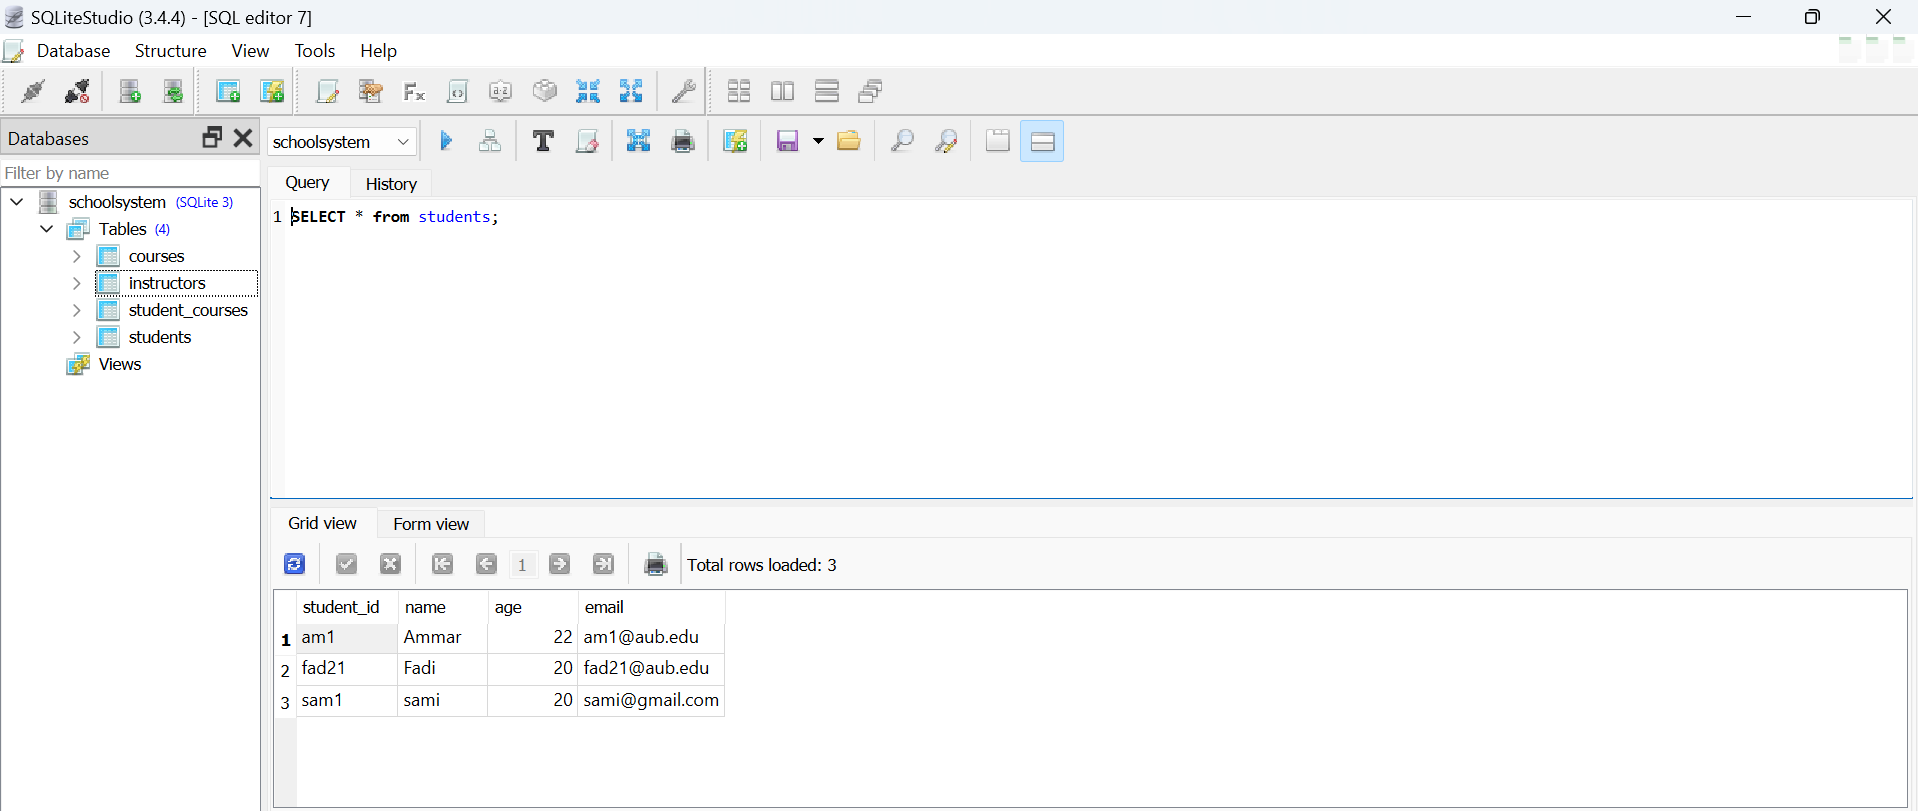 SQLiteStudio (3.4.4) - [SQL editor 7]
Database Structure View Tools Help
Databases
schoolsystem
Filter by name
Query History
schoolsystem (SQLite 3)
Tables (4)
courses
instructors
student_courses
students
Views
1 SELECT * from students;
Grid view Form view
1 Total rows loaded: 3
student_id name age email
1 am1 Ammar 22 am1@aub.edu
2 fad21 Fadi 20 fad21@aub.edu
3 sam1 sami 20 sami@gmail.com